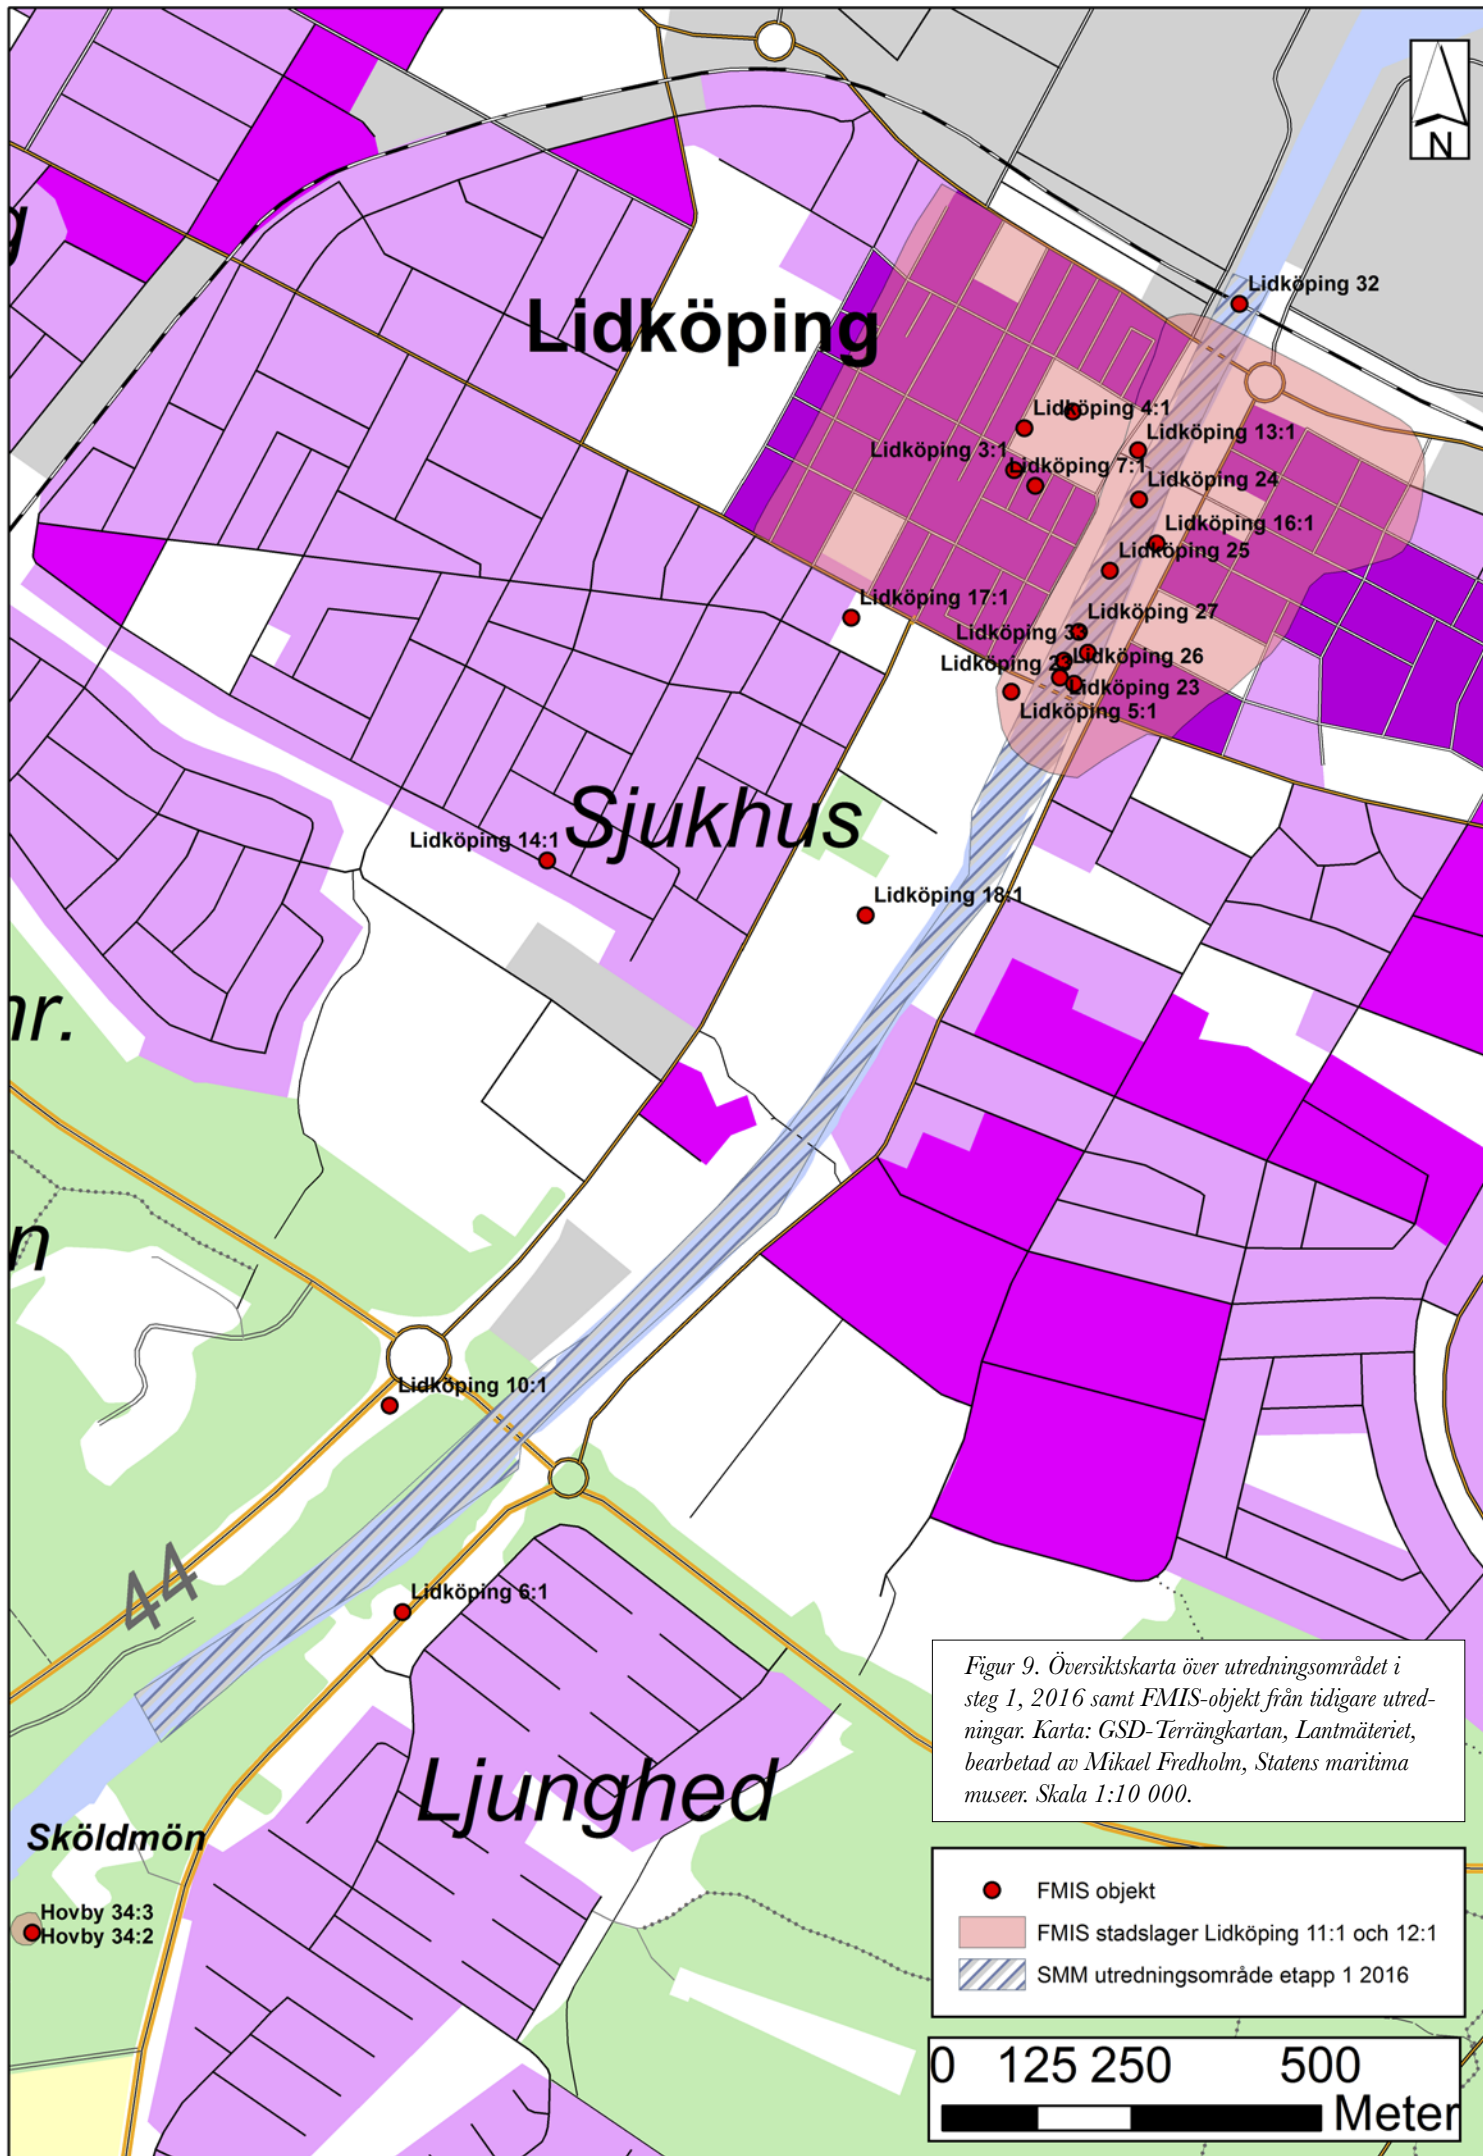 N
g
Lidköping
Lidköping 32
Lidköping 4:1
Lidköping 13:1
Lidköping 3:1
Lidköping 7:1
Lidköping 24
Lidköping 16:1
Lidköping 25
Lidköping 17:1
Lidköping 27
Lidköping 33
Lidköping 26
Lidköping 23
Lidköping 5:1
Sjukhus
Lidköping 14:1
Lidköping 18:1
nr.
n
Lidköping 10:1
44
Lidköping 6:1
Ljunghed
Sköldmön
Hovby 34:3
Hovby 34:2
Figur 9. Översiktskarta över utredningsområdet i
steg 1, 2016 samt FMIS-objekt från tidigare utred-
ningar. Karta: GSD-Terrängkartan, Lantmäteriet,
bearbetad av Mikael Fredholm, Statens maritima
museer. Skala 1:10 000.
FMIS objekt
FMIS stadslager Lidköping 11:1 och 12:1
SMM utredningsområde etapp 1 2016
0 125 250 500
Meter